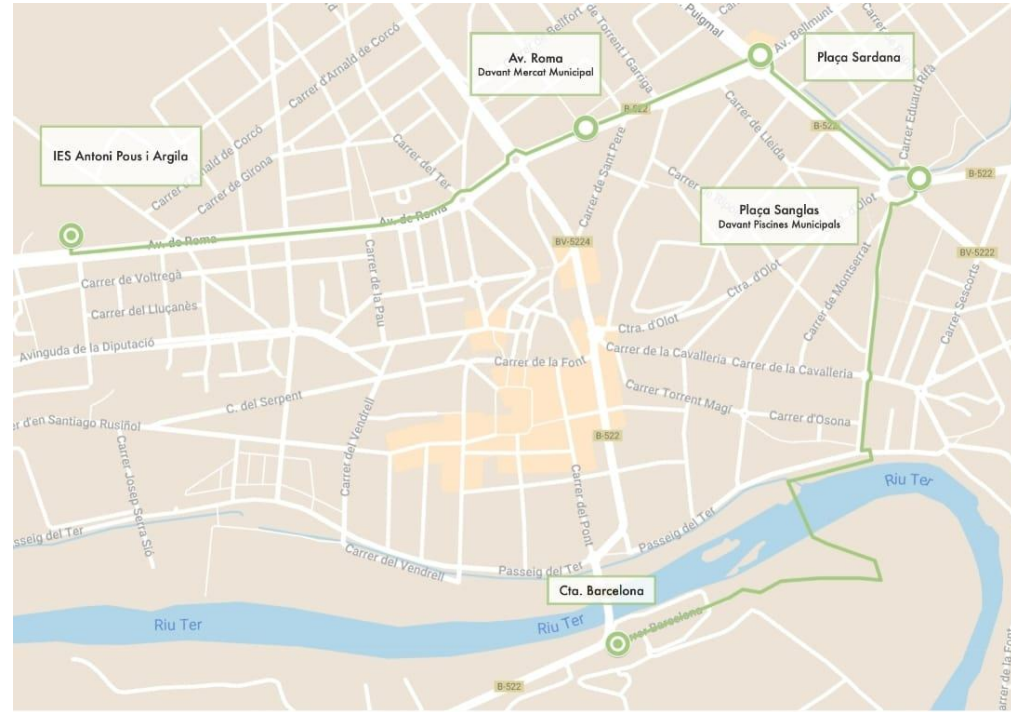 Puigmal
Av. Bellmunt
Plaça Sardana
Av. Roma
Davant Mercat Municipal
de Torrent i Garriga
Carrer d'Arnald de Corcó
B-522
Carrer Eduard Rifà
IES Antoni Pous i Argila
Carrer d'Arnald de Corcó
Carrer de Girona
Carrer del Ter
Carrer de Sant Pere
Carrer de Lleida
B-522
B-522
Plaça Sanglas
Davant Piscines Municipals
d'Olot
Av. de Roma
Av. de Roma
BV-5224
BV-5222
Carrer de Voltregà
Carrer de la Pau
Ctra. d'Olot
Carrer de Montserrat
Carrer Sescorts
Carrer del Lluçanès
Ctra. d'Olot
Avinguda de la Diputació
Carrer de la Font
Carrer de la Cavalleria
Carrer de la Cavalleria
C. del Serpent
Carrer Torrent Magí
Carrer d'Osona
d'en Santiago Rusiñol
Carrer del Vendrell
B-522
Carrer Josep Serra Sió
Carrer del Pont
Riu Ter
Passeig del Ter
Passeig del Ter
Carrer del Vendrell
Passeig del Ter
Cta. Barcelona
Riu Ter
Riu Ter
Barcelona
B-522
Carrer de la Font